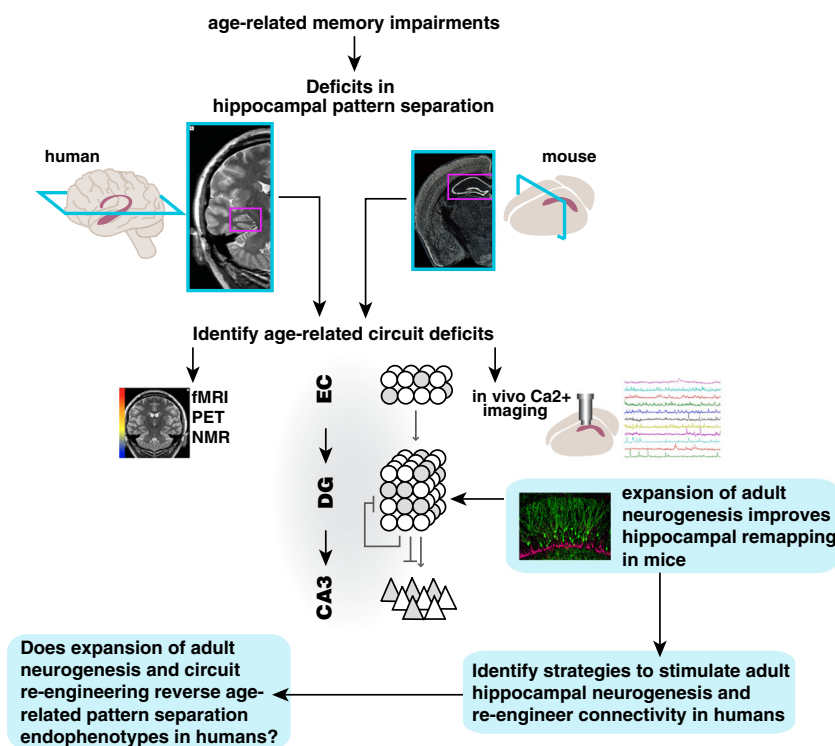 age-related memory impairments
Deficits in
hippocampal pattern separation
human
mouse
Identify age-related circuit deficits
fMRI
PET
NMR
EC
DG
CA3
in vivo Ca2+
imaging
expansion of adult
neurogenesis improves
hippocampal remapping
in mice
Does expansion of adult
neurogenesis and circuit
re-engineering reverse age-
related pattern separation
endophenotypes in humans?
Identify strategies to stimulate adult
hippocampal neurogenesis and
re-engineer connectivity in humans